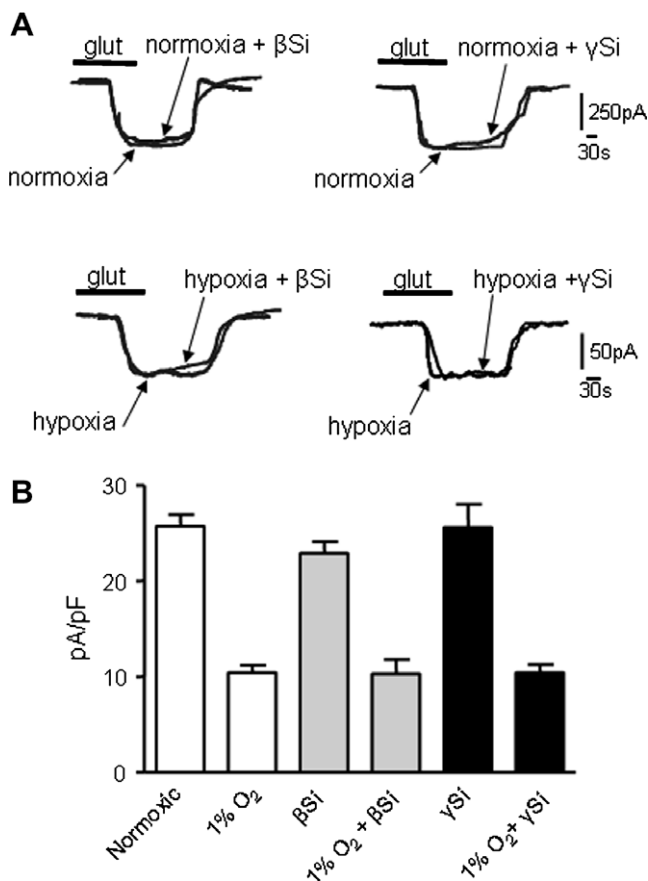 A
glut
normoxia + βSi
normoxia
glut
normoxia + γSi
normoxia
250pA
30s
glut
hypoxia + βSi
hypoxia
glut
hypoxia +γSi
hypoxia
50pA
30s
B
pA/pF
30
20
10
0
Normoxic
1% O₂
βSi
1% O₂ + βSi
γSi
1% O₂+ γSi